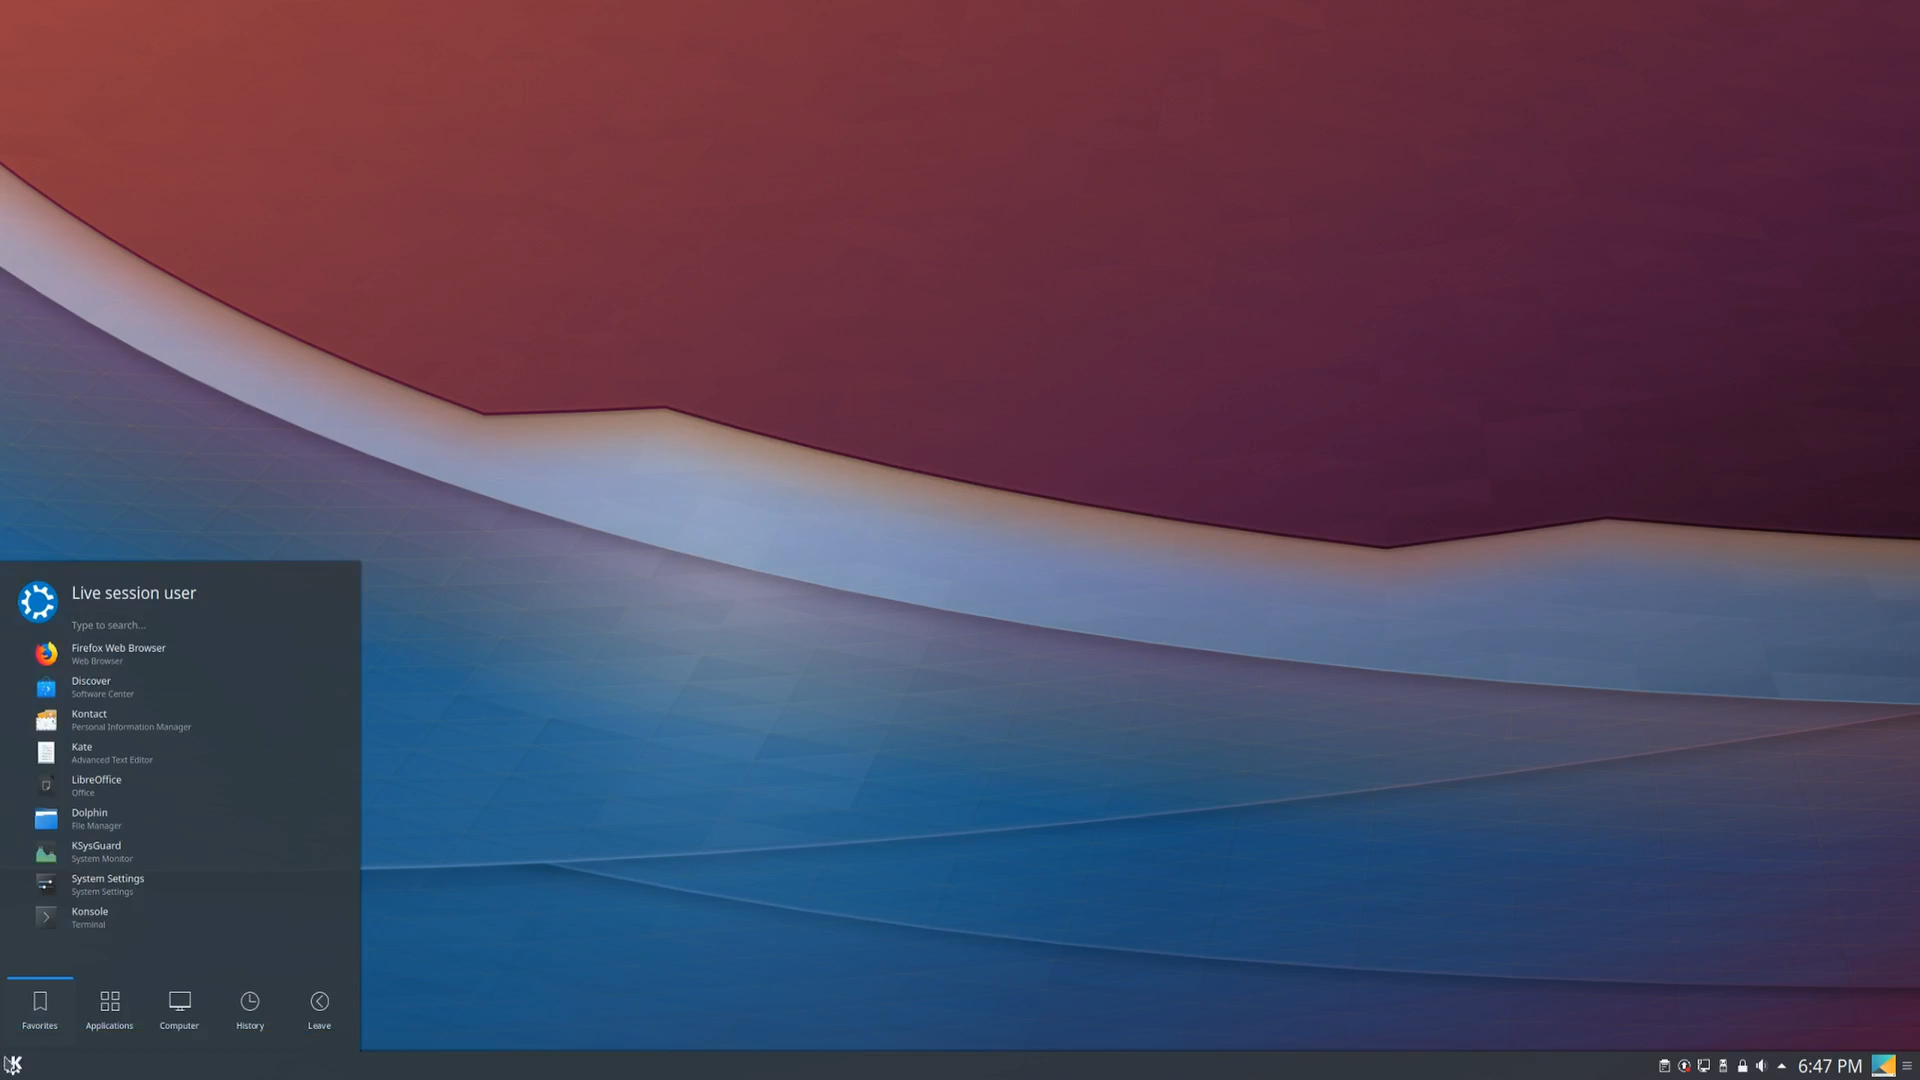 Live session user
Type to search...
Firefox Web Browser
Web Browser
Discover
Software Center
Kontact
Personal Information Manager
Kate
Advanced Text Editor
LibreOffice
Office
Dolphin
File Manager
KSysGuard
System Monitor
System Settings
System Settings
Konsole
Terminal
Favorites Applications Computer History Leave
6:47 PM